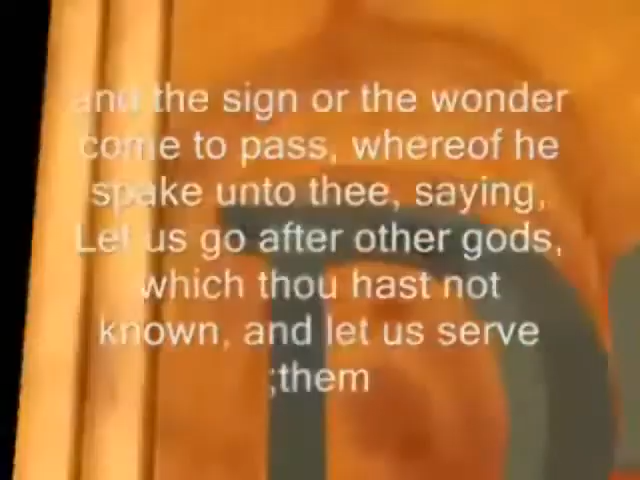 and the sign or the wonder
come to pass, whereof he
spake unto thee, saying,
Let us go after other gods,
which thou hast not
known, and let us serve
;them